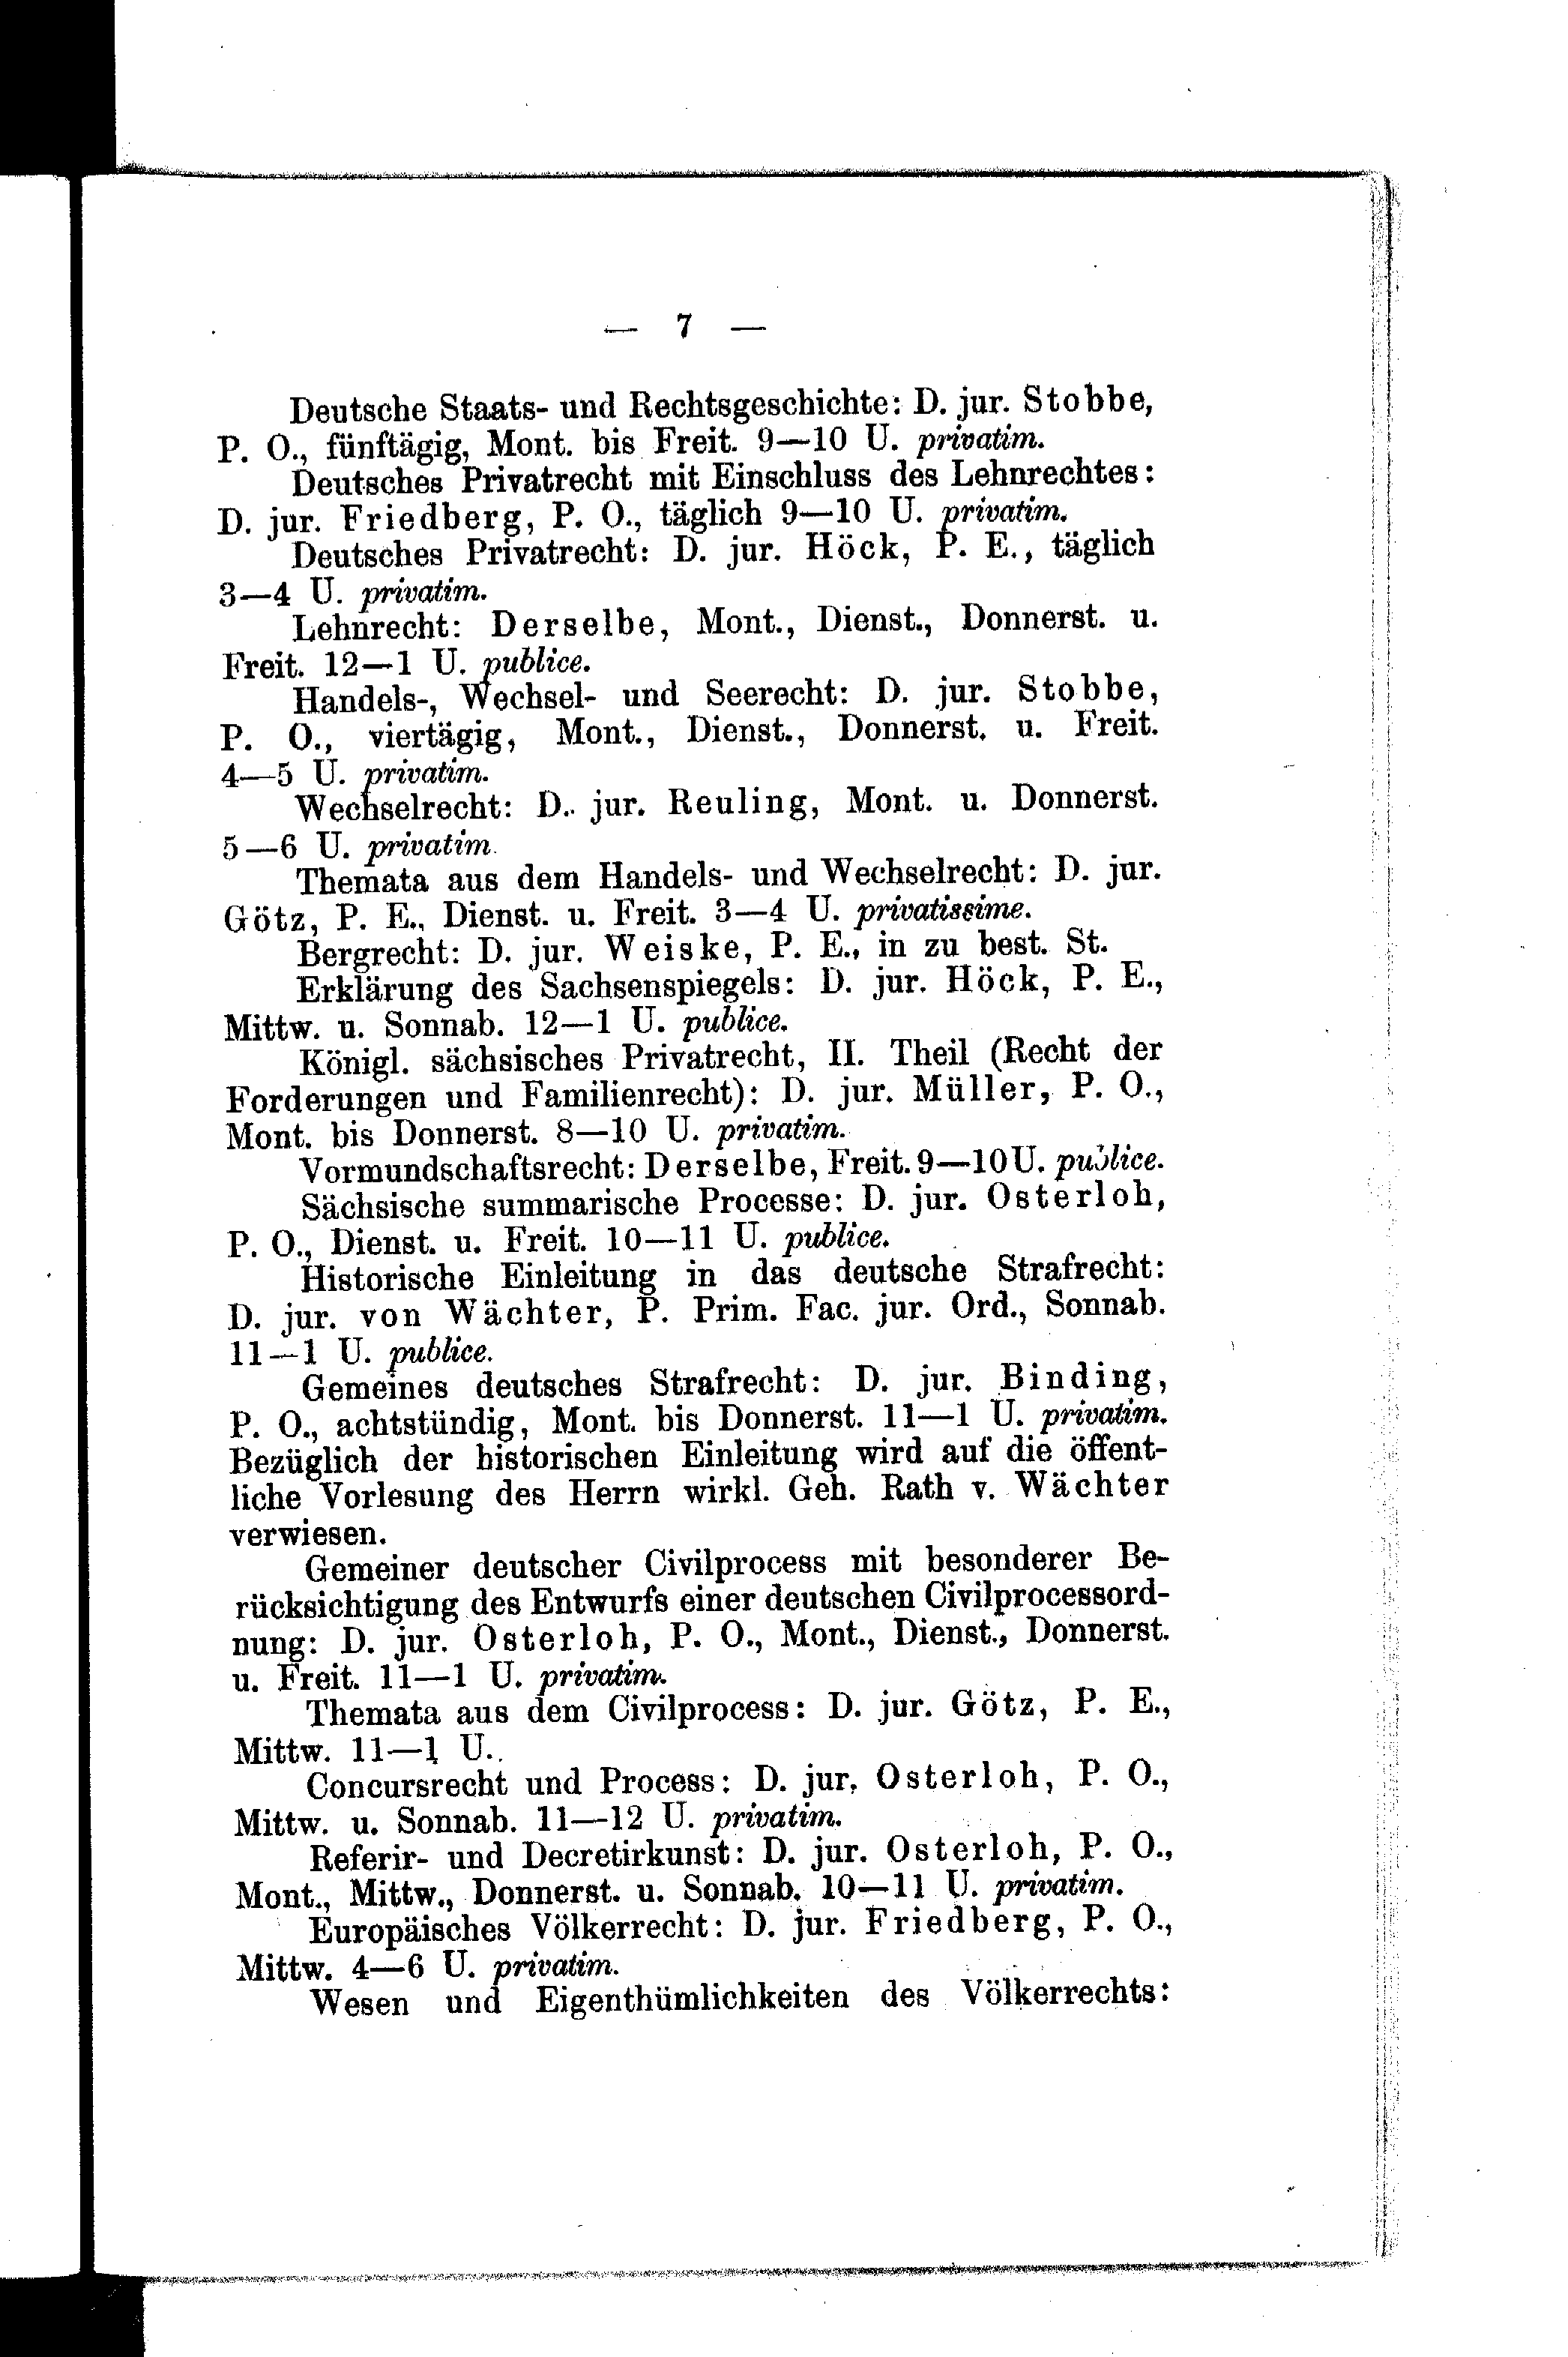 — 7 —
Deutsche Staats- und Rechtsgeschichte: D. jur. Stobbe,
P. O., fünftägig, Mont. bis Freit. 9—10 U. privatim.
Deutsches Privatrecht mit Einschluss des Lehnrechtes:
D. jur. Friedberg, P. O., täglich 9—10 U. privatim.
Deutsches Privatrecht: D. jur. Höck, P. E., täglich
3—4 U. privatim.
Lehnrecht: Derselbe, Mont., Dienst., Donnerst. u.
Freit. 12—1 U. publice.
Handels-, Wechsel- und Seerecht: D. jur. Stobbe,
P. O., viertägig, Mont., Dienst., Donnerst. u. Freit.
4—5 U. privatim.
Wechselrecht: D. jur. Reuling, Mont. u. Donnerst.
5—6 U. privatim.
Themata aus dem Handels- und Wechselrecht: D. jur.
Götz, P. E., Dienst. u. Freit. 3—4 U. privatissime.
Bergrecht: D. jur. Weiske, P. E., in zu best. St.
Erklärung des Sachsenspiegels: D. jur. Höck, P. E.,
Mittw. u. Sonnab. 12—1 U. publice.
Königl. sächsisches Privatrecht, II. Theil (Recht der
Forderungen und Familienrecht): D. jur. Müller, P. O.,
Mont. bis Donnerst. 8—10 U. privatim.
Vormundschaftsrecht: Derselbe, Freit. 9—10 U. publice.
Sächsische summarische Processe: D. jur. Osterloh,
P. O., Dienst. u. Freit. 10—11 U. publice.
Historische Einleitung in das deutsche Strafrecht:
D. jur. von Wächter, P. Prim. Fac. jur. Ord., Sonnab.
11—1 U. publice.
Gemeines deutsches Strafrecht: D. jur. Binding,
P. O., achtstündig, Mont. bis Donnerst. 11—1 U. privatim.
Bezüglich der historischen Einleitung wird auf die öffent-
liche Vorlesung des Herrn wirkl. Geh. Rath v. Wächter
verwiesen.
Gemeiner deutscher Civilprocess mit besonderer Be-
rücksichtigung des Entwurfs einer deutschen Civilprocessord-
nung: D. jur. Osterloh, P. O., Mont., Dienst., Donnerst.
u. Freit. 11—1 U. privatim.
Themata aus dem Civilprocess: D. jur. Götz, P. E.,
Mittw. 11—1 U.
Concursrecht und Process: D. jur. Osterloh, P. O.,
Mittw. u. Sonnab. 11—12 U. privatim.
Referir- und Decretirkunst: D. jur. Osterloh, P. O.,
Mont., Mittw., Donnerst. u. Sonnab. 10—11 U. privatim.
Europäisches Völkerrecht: D. jur. Friedberg, P. O.,
Mittw. 4—6 U. privatim.
Wesen und Eigenthümlichkeiten des Völkerrechts: